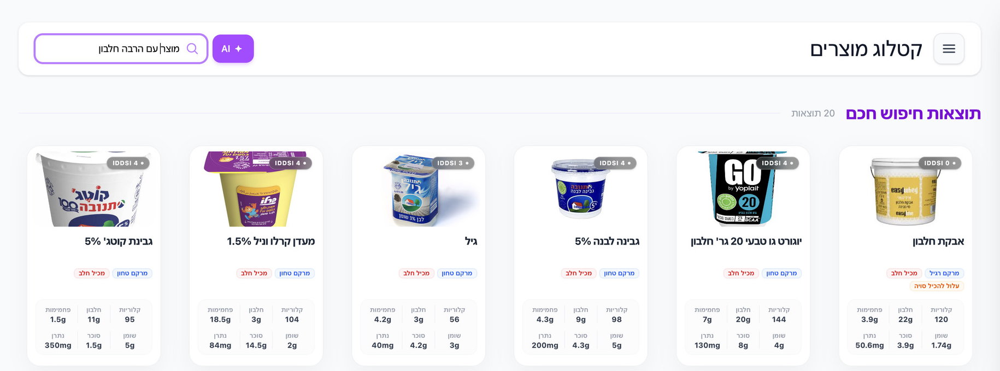 קטלוג מוצרים
AI
מוצר עם הרבה חלבון
תוצאות חיפוש חכם
20 תוצאות
IDDSI 0
easy
אבקת חלבון
easyline
אבקת חלבון
מרקם רגיל
מכיל חלב
עלול להכיל סויה
קלוריות
חלבון
פחמימות
120
22g
3.9g
שומן
סוכר
נתרן
1.74g
3.9g
50.6mg
IDDSI 4
GO
by Yoplait
20
2%
BCAA
יוגורט גו טבעי 20 גר' חלבון
מרקם טחון
מכיל חלב
קלוריות
חלבון
פחמימות
144
20g
7g
שומן
סוכר
נתרן
4g
8g
130mg
IDDSI 4
תנובה
גבינה לבנה
5%
גבינה לבנה 5%
מרקם טחון
מכיל חלב
קלוריות
חלבון
פחמימות
98
9g
4.3g
שומן
סוכר
נתרן
5g
4.3g
200mg
IDDSI 3
תנובה
גיל
לבן 3% שומן
גיל
מרקם טחון
מכיל חלב
קלוריות
חלבון
פחמימות
56
3g
4.2g
שומן
סוכר
נתרן
3g
4.2g
40mg
IDDSI 4
מעדן קרלו וניל 1.5%
מרקם טחון
מכיל חלב
קלוריות
חלבון
פחמימות
104
3g
18.5g
שומן
סוכר
נתרן
2g
14.5g
84mg
IDDSI 4
קוטג'
תנובה
100
גבינת קוטג' 5%
מרקם טחון
מכיל חלב
קלוריות
חלבון
פחמימות
95
11g
1.5g
שומן
סוכר
נתרן
5g
1.5g
350mg